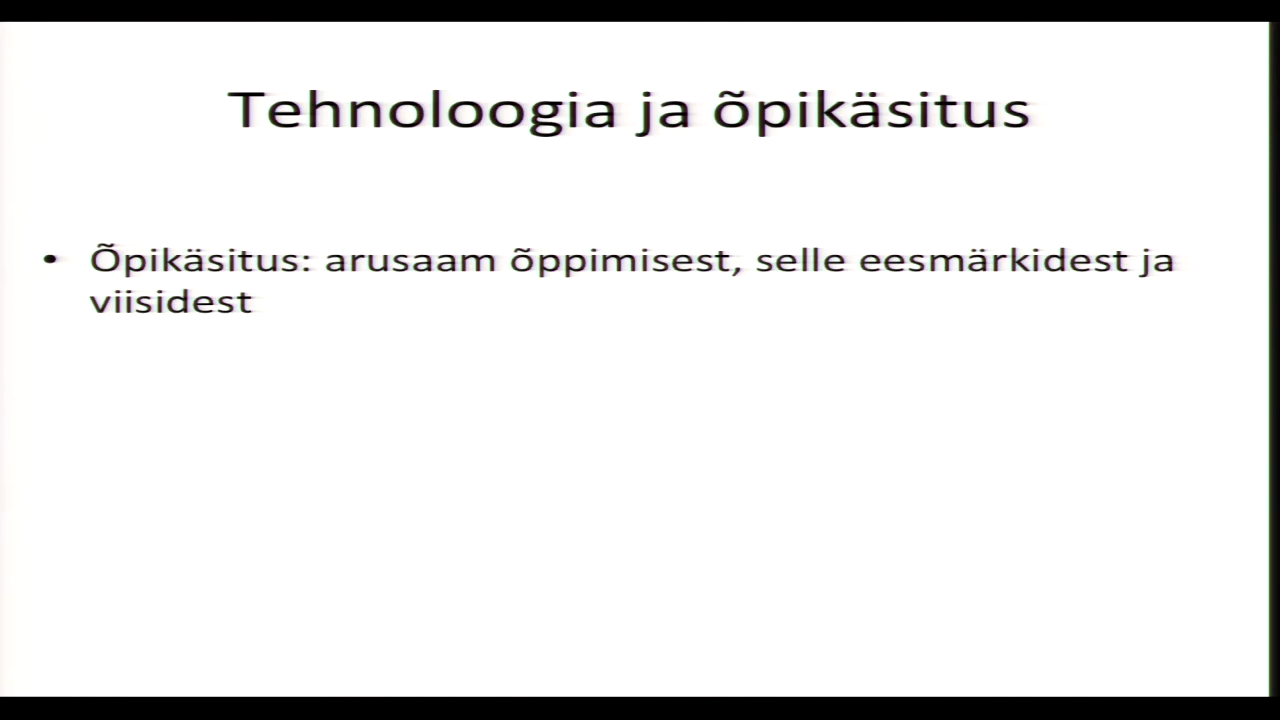 Tehnoloogia ja õpikäsitus
• Õpikäsitus: arusaam õppimisest, selle eesmärkidest ja
viisidest